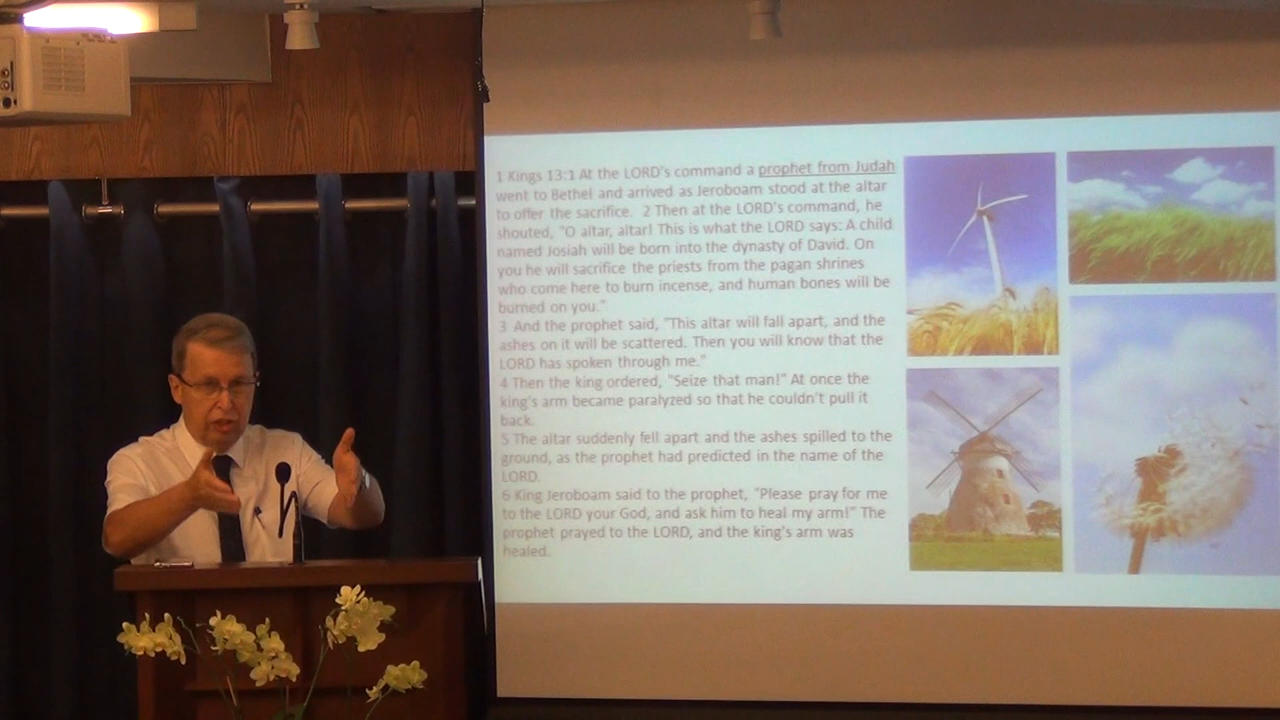 1 Kings 13:1 At the LORD's command a prophet from Judah
went to Bethel and arrived as Jeroboam stood at the altar
to offer the sacrifice. 2 Then at the LORD's command, he
shouted, "O altar, altar! This is what the LORD says: A child
named Josiah will be born into the dynasty of David. On
you he will sacrifice the priests from the pagan shrines
who come here to burn incense, and human bones will be
burned on you."
3 And the prophet said, "This altar will fall apart, and the
ashes on it will be scattered. Then you will know that the
LORD has spoken through me."
4 Then the king ordered, "Seize that man!" At once the
king's arm became paralyzed so that he couldn't pull it
back.
5 The altar suddenly fell apart and the ashes spilled to the
ground, as the prophet had predicted in the name of the
LORD.
6 King Jeroboam said to the prophet, "Please pray for me
to the LORD your God, and ask him to heal my arm!" The
prophet prayed to the LORD, and the king's arm was
healed.